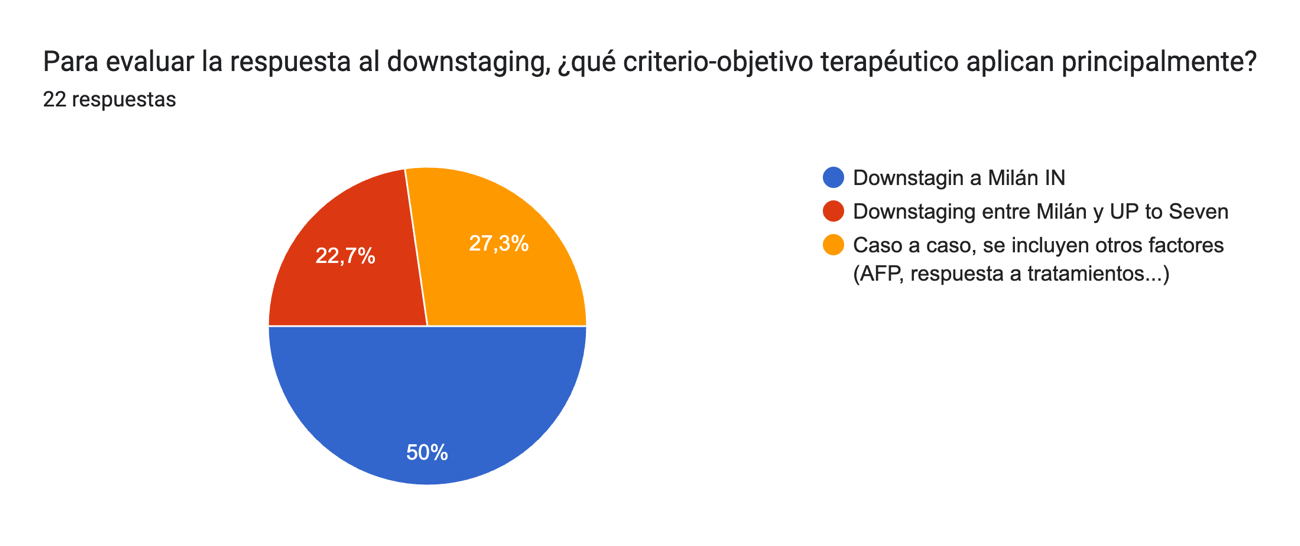 Para evaluar la respuesta al downstaging, ¿qué criterio-objetivo terapéutico aplican principalmente?
22 respuestas
Downstagin a Milán IN
Downstaging entre Milán y UP to Seven
Caso a caso, se incluyen otros factores
(AFP, respuesta a tratamientos...)
22,7%
27,3%
50%